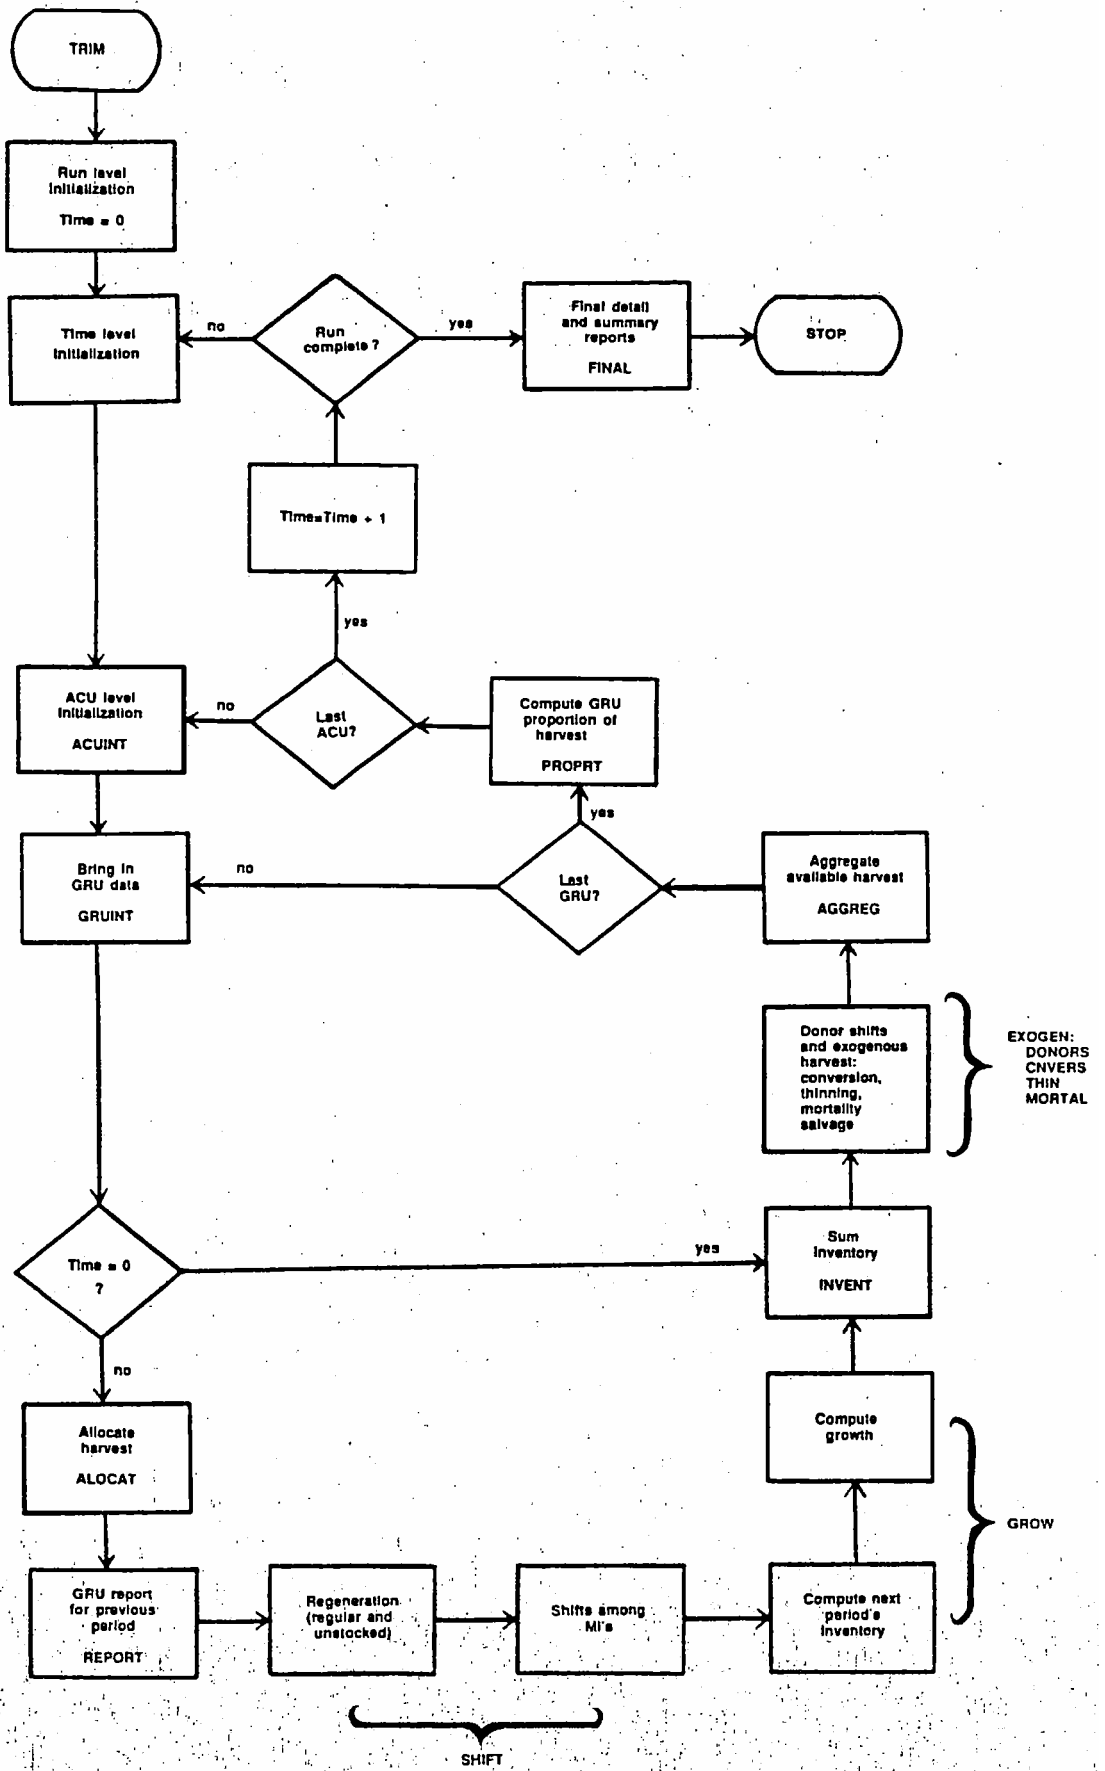 TRIM
Run level
Initialization
Time = 0
Time level
Initialization
no
Run
complete?
yes
Final detail
and summary
reports
FINAL
STOP
Time=Time + 1
yes
ACU level
Initialization
ACUINT
no
Last
ACU?
Compute GRU
proportion of
harvest
PROPRT
yes
Bring in
GRU data
GRUINT
no
Last
GRU?
Aggregate
available harvest
AGGREG
Donor shifts
and exogenous
harvest:
conversion,
thinning,
mortality
salvage
EXOGEN:
DONORS
CNVERS
THIN
MORTAL
Time = 0
?
yes
Sum
Inventory
INVENT
no
Allocate
harvest
ALOCAT
Compute
growth
GROW
GRU report
for previous
period
REPORT
Regeneration
(regular and
unstocked)
Shifts among
MI's
Compute next
period's
Inventory
SHIFT